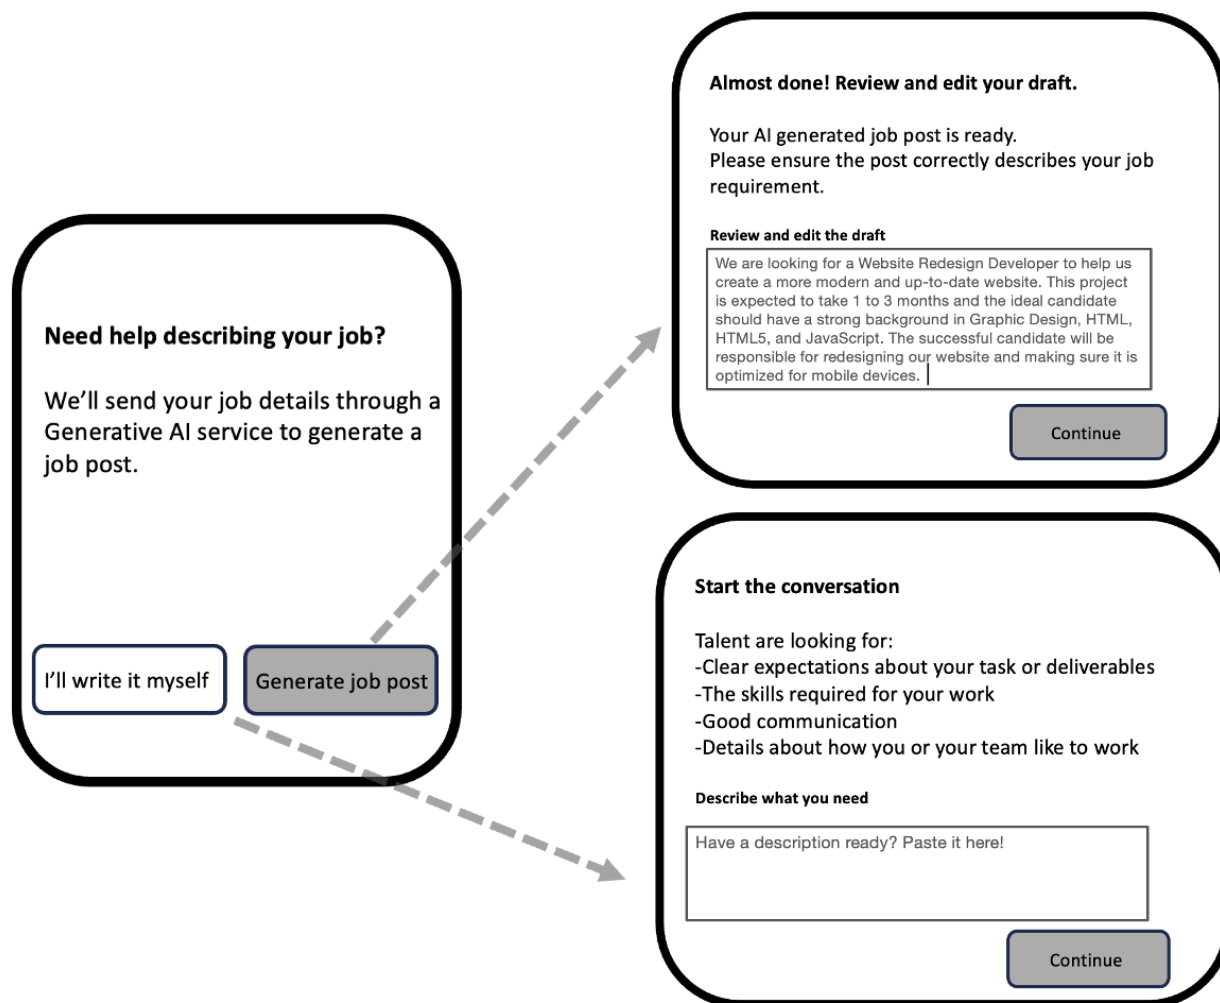 Need help describing your job?
We’ll send your job details through a
Generative AI service to generate a
job post.
I’ll write it myself
Generate job post
Almost done! Review and edit your draft.
Your AI generated job post is ready.
Please ensure the post correctly describes your job
requirement.
Review and edit the draft
We are looking for a Website Redesign Developer to help us
create a more modern and up-to-date website. This project
is expected to take 1 to 3 months and the ideal candidate
should have a strong background in Graphic Design, HTML,
HTML5, and JavaScript. The successful candidate will be
responsible for redesigning our website and making sure it is
optimized for mobile devices.
Continue
Start the conversation
Talent are looking for:
-Clear expectations about your task or deliverables
-The skills required for your work
-Good communication
-Details about how you or your team like to work
Describe what you need
Have a description ready? Paste it here!
Continue